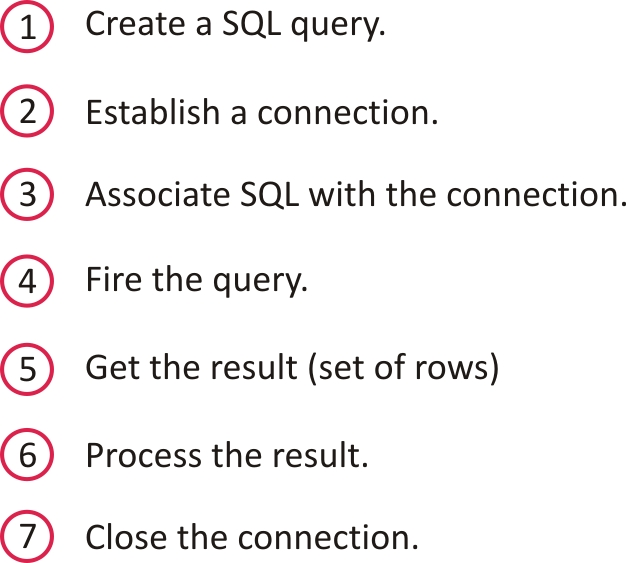 1 Create a SQL query.
2 Establish a connection.
3 Associate SQL with the connection.
4 Fire the query.
5 Get the result (set of rows)
6 Process the result.
7 Close the connection.